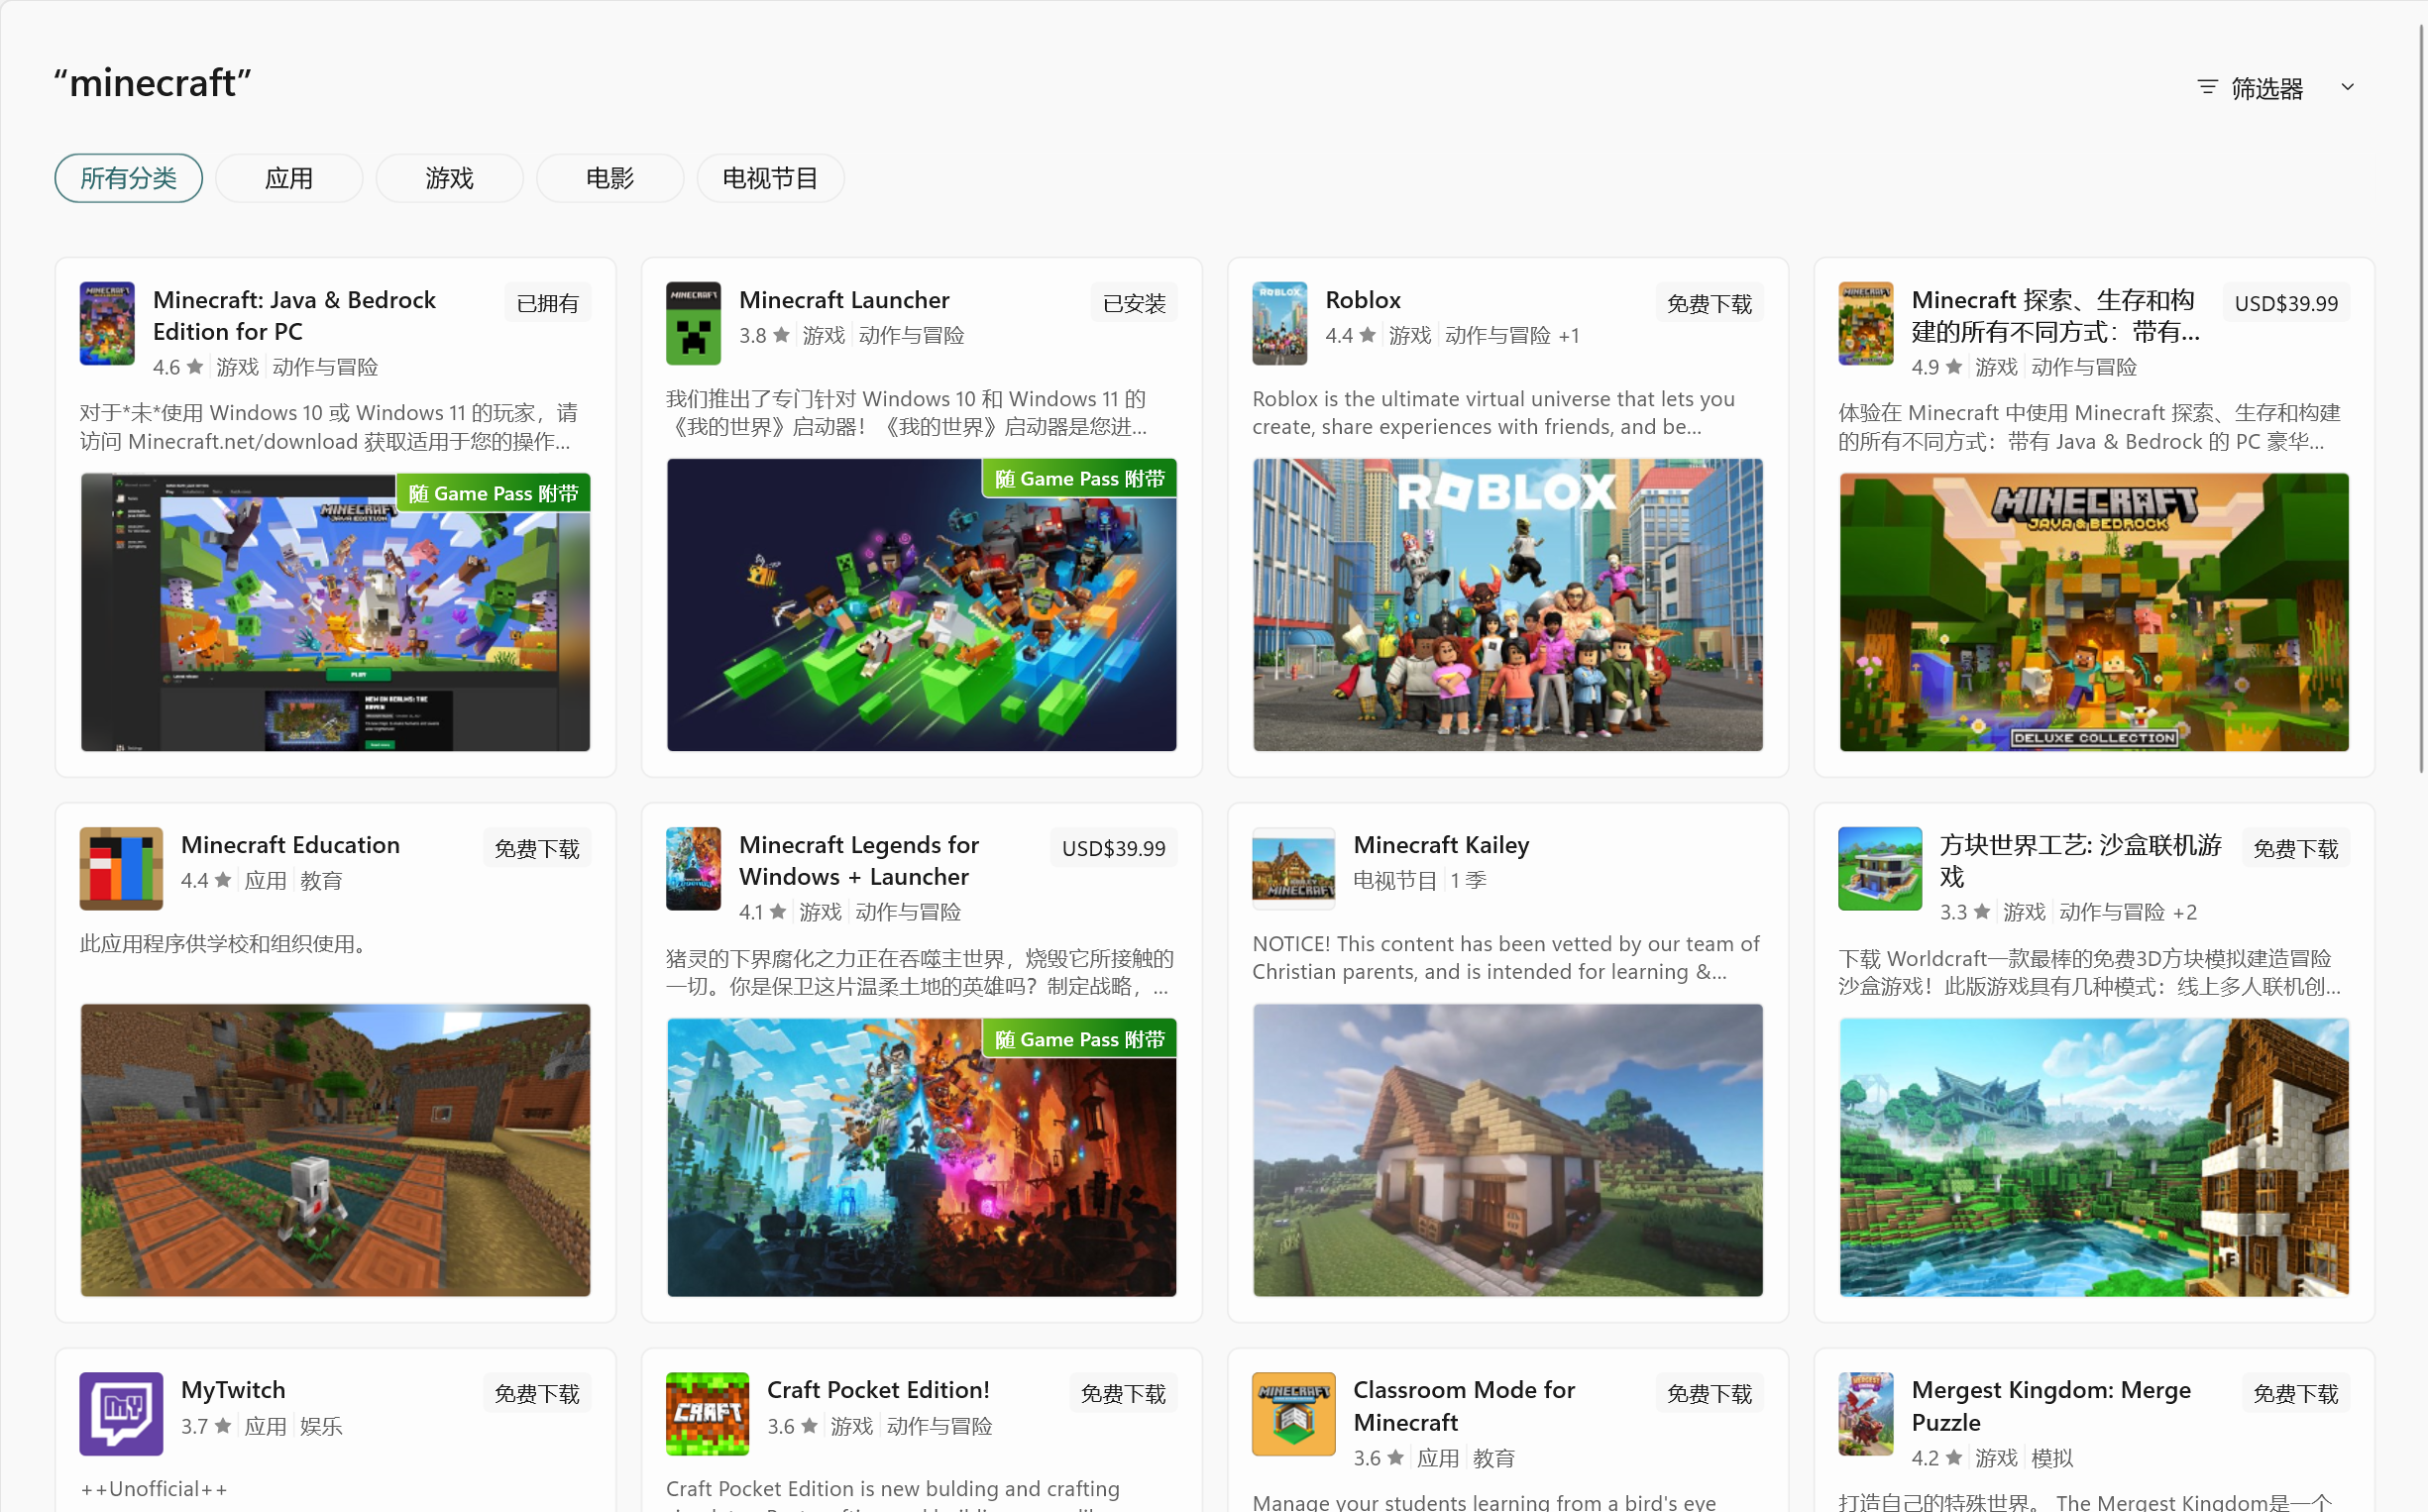 “minecraft”
筛选器
所有分类
应用
游戏
电影
电视节目
Minecraft: Java & Bedrock
Edition for PC
已拥有
4.6 ★ 游戏 动作与冒险
对于*未*使用 Windows 10 或 Windows 11 的玩家，请
访问 Minecraft.net/download 获取适用于您的操作...
随 Game Pass 附带
MINECRAFT
JAVA EDITION
PLAY
Minecraft Launcher
已安装
3.8 ★ 游戏 动作与冒险
我们推出了专门针对 Windows 10 和 Windows 11 的
《我的世界》启动器！《我的世界》启动器是您进...
随 Game Pass 附带
MINECRAFT
Roblox
免费下载
4.4 ★ 游戏 动作与冒险 +1
Roblox is the ultimate virtual universe that lets you
create, share experiences with friends, and be...
ROBLOX
ROBLOX
Minecraft 探索、生存和构
建的所有不同方式：带有...
USD$39.99
4.9 ★ 游戏 动作与冒险
体验在 Minecraft 中使用 Minecraft 探索、生存和构建
的所有不同方式：带有 Java & Bedrock 的 PC 豪华...
MINECRAFT
JAVA & BEDROCK
DELUXE COLLECTION
Minecraft Education
免费下载
4.4 ★ 应用 教育
此应用程序供学校和组织使用。
Minecraft Legends for
Windows + Launcher
USD$39.99
4.1 ★ 游戏 动作与冒险
猪灵的下界腐化之力正在吞噬主世界，烧毁它所接触的
一切。你是保卫这片温柔土地的英雄吗？制定战略，...
随 Game Pass 附带
Minecraft Kailey
电视节目 1 季
NOTICE! This content has been vetted by our team of
Christian parents, and is intended for learning &...
方块世界工艺: 沙盒联机游
戏
免费下载
3.3 ★ 游戏 动作与冒险 +2
下载 Worldcraft一款最棒的免费3D方块模拟建造冒险
沙盒游戏！此版游戏具有几种模式：线上多人联机创...
MyTwitch
免费下载
3.7 ★ 应用 娱乐
++Unofficial++
MY
Craft Pocket Edition!
免费下载
3.6 ★ 游戏 动作与冒险
Craft Pocket Edition is new bulding and crafting
CRAFT
Classroom Mode for
Minecraft
免费下载
3.6 ★ 应用 教育
Manage your students learning from a bird's eye
MINECRAFT
Mergest Kingdom: Merge
Puzzle
免费下载
4.2 ★ 游戏 模拟
打造自己的特殊世界。 The Mergest Kingdom是一个